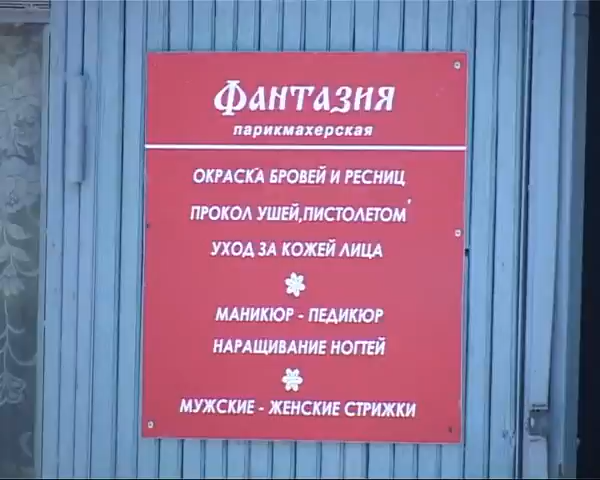 Фантазия
парикмахерская
ОКРАСКА БРОВЕЙ И РЕСНИЦ
ПРОКОЛ УШЕЙ,ПИСТОЛЕТОМ
УХОД ЗА КОЖЕЙ ЛИЦА
МАНИКЮР - ПЕДИКЮР
НАРАЩИВАНИЕ НОГТЕЙ
МУЖСКИЕ - ЖЕНСКИЕ СТРИЖКИ